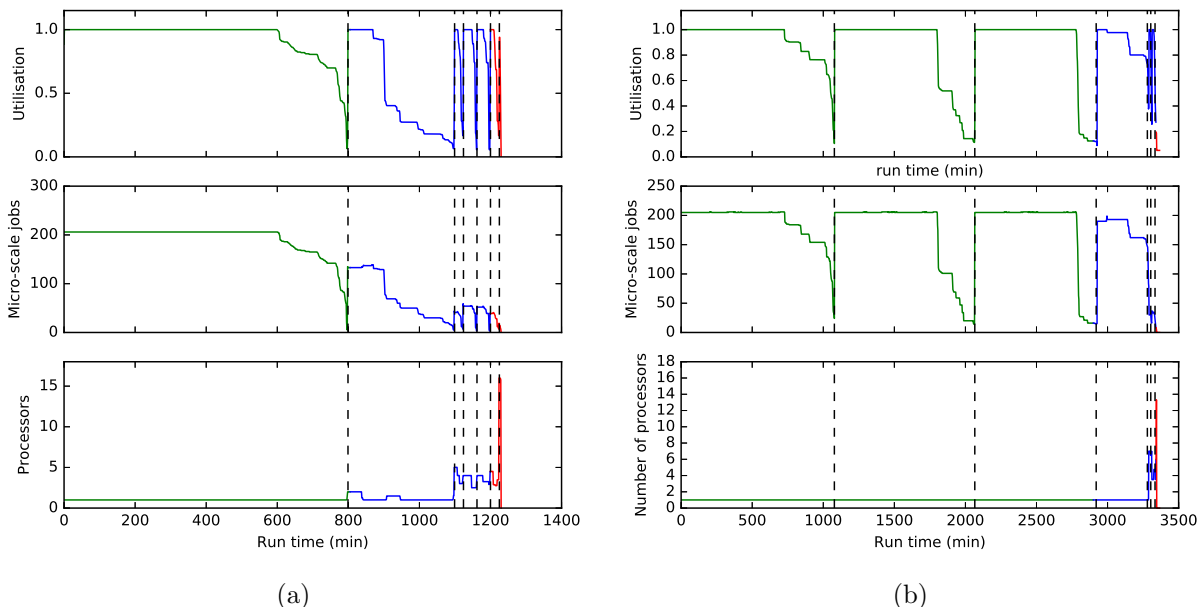 1.0
0.5
0.0
Utilisation
300
200
100
0
Micro-scale jobs
15
10
5
0
Processors
0 200 400 600 800 1000 1200 1400
Run time (min)
(a)
1.0
0.8
0.6
0.4
0.2
0.0
Utilisation
run time (min)
250
200
150
100
50
0
Micro-scale jobs
18
16
14
12
10
8
6
4
2
0
Number of processors
0 500 1000 1500 2000 2500 3000 3500
Run time (min)
(b)